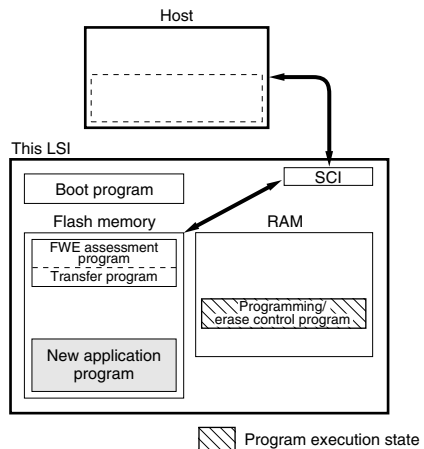 Host
This LSI
SCI
Boot program
Flash memory
RAM
FWE assessment
program
Transfer program
Programming/
erase control program
New application
program
Program execution state